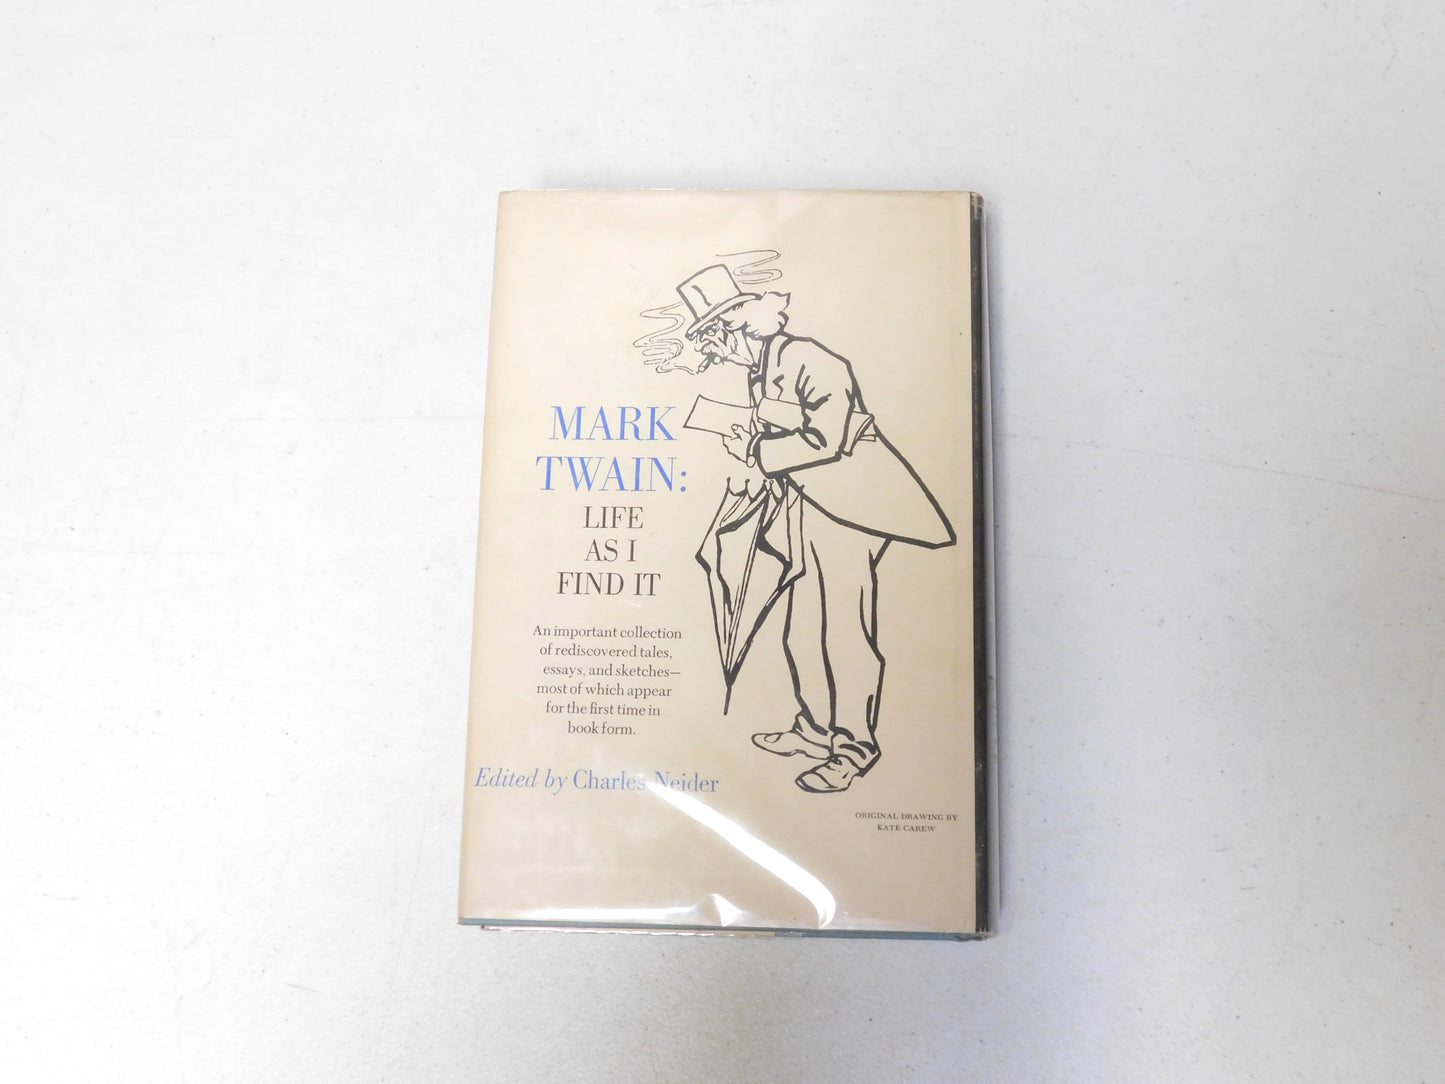 MARK
TWAIN:
LIFE
AS I
FIND IT
An important collection
of rediscovered tales,
essays, and sketches—
most of which appear
for the first time in
book form.
Edited by Charles Neider
ORIGINAL DRAWING BY
KATE CAREW